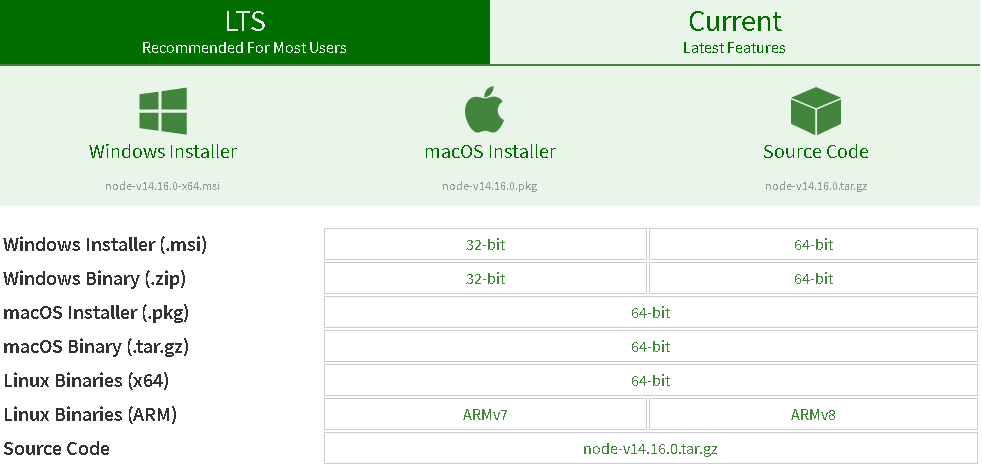 LTS
Recommended For Most Users
Current
Latest Features
Windows Installer
node-v14.16.0-x64.msi
macOS Installer
node-v14.16.0.pkg
Source Code
node-v14.16.0.tar.gz
Windows Installer (.msi) 32-bit 64-bit
Windows Binary (.zip) 32-bit 64-bit
macOS Installer (.pkg) 64-bit
macOS Binary (.tar.gz) 64-bit
Linux Binaries (x64) 64-bit
Linux Binaries (ARM) ARMv7 ARMv8
Source Code node-v14.16.0.tar.gz